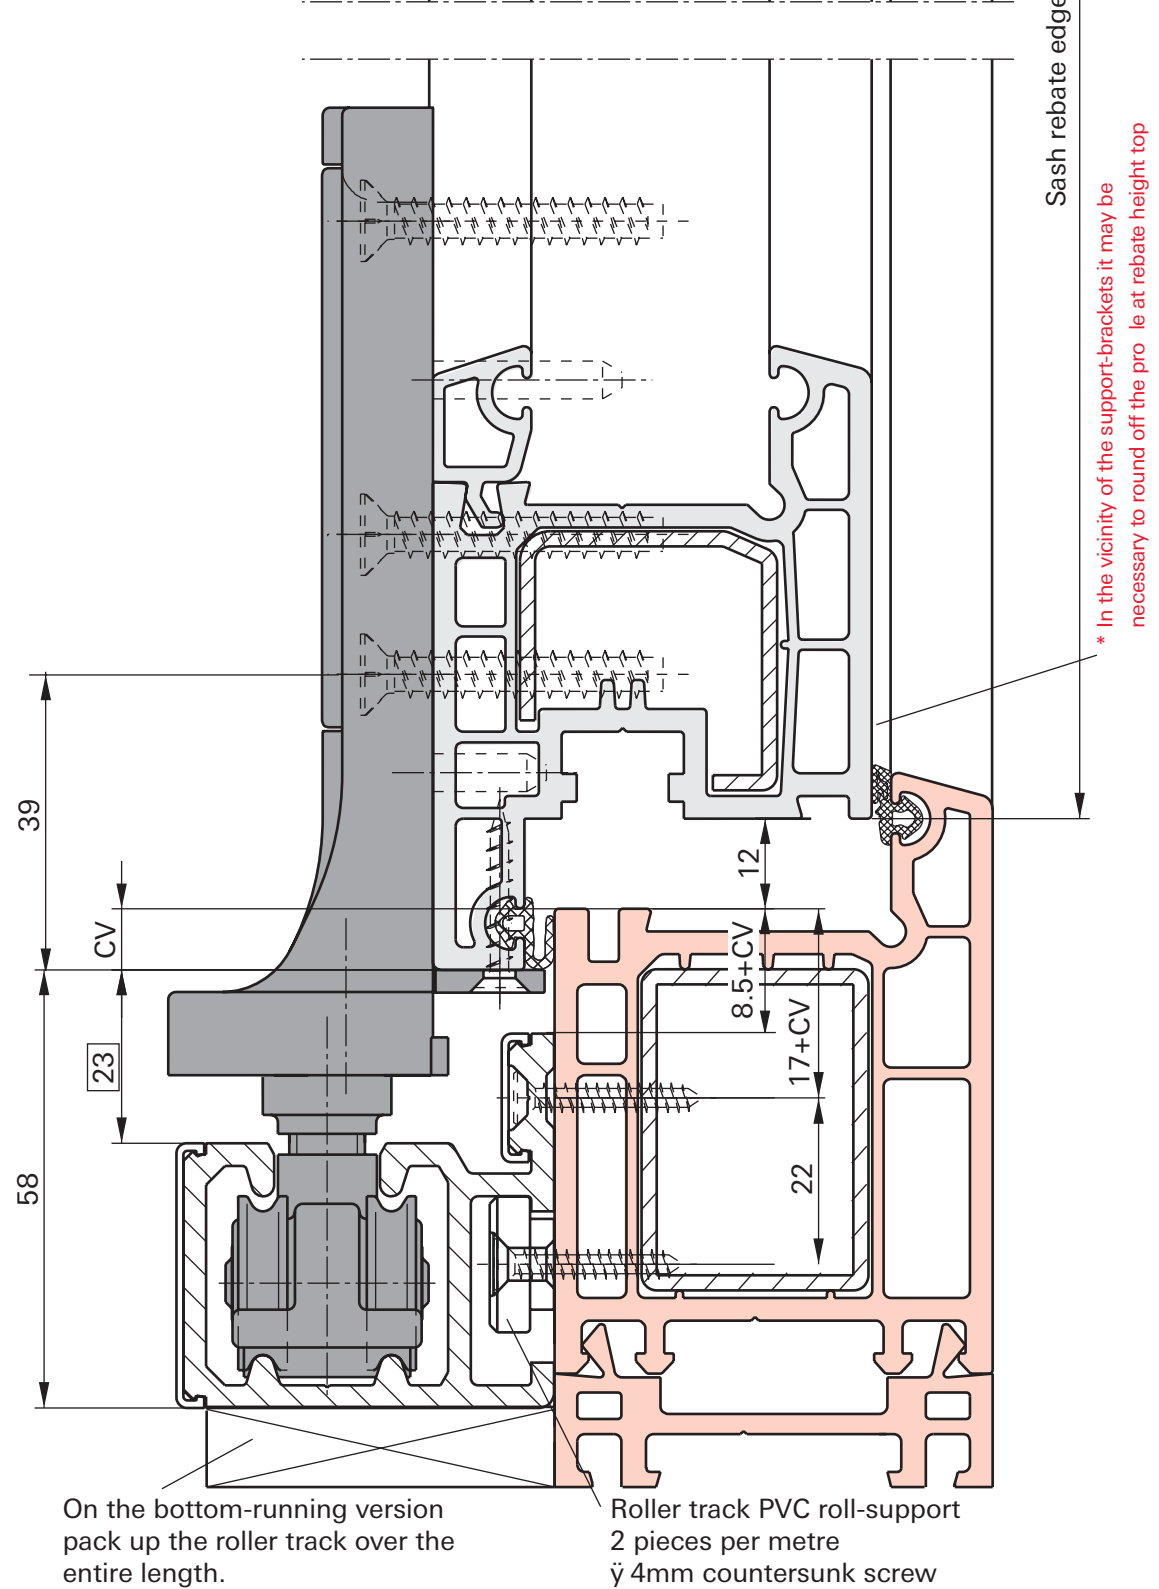 Sash rebate edge
* In the vicinity of the support-brackets it may be
necessary to round off the pro le at rebate height top
39
CV
12
8.5+CV
17+CV
23
22
58
On the bottom-running version
pack up the roller track over the
entire length.
Roller track PVC roll-support
2 pieces per metre
ÿ 4mm countersunk screw